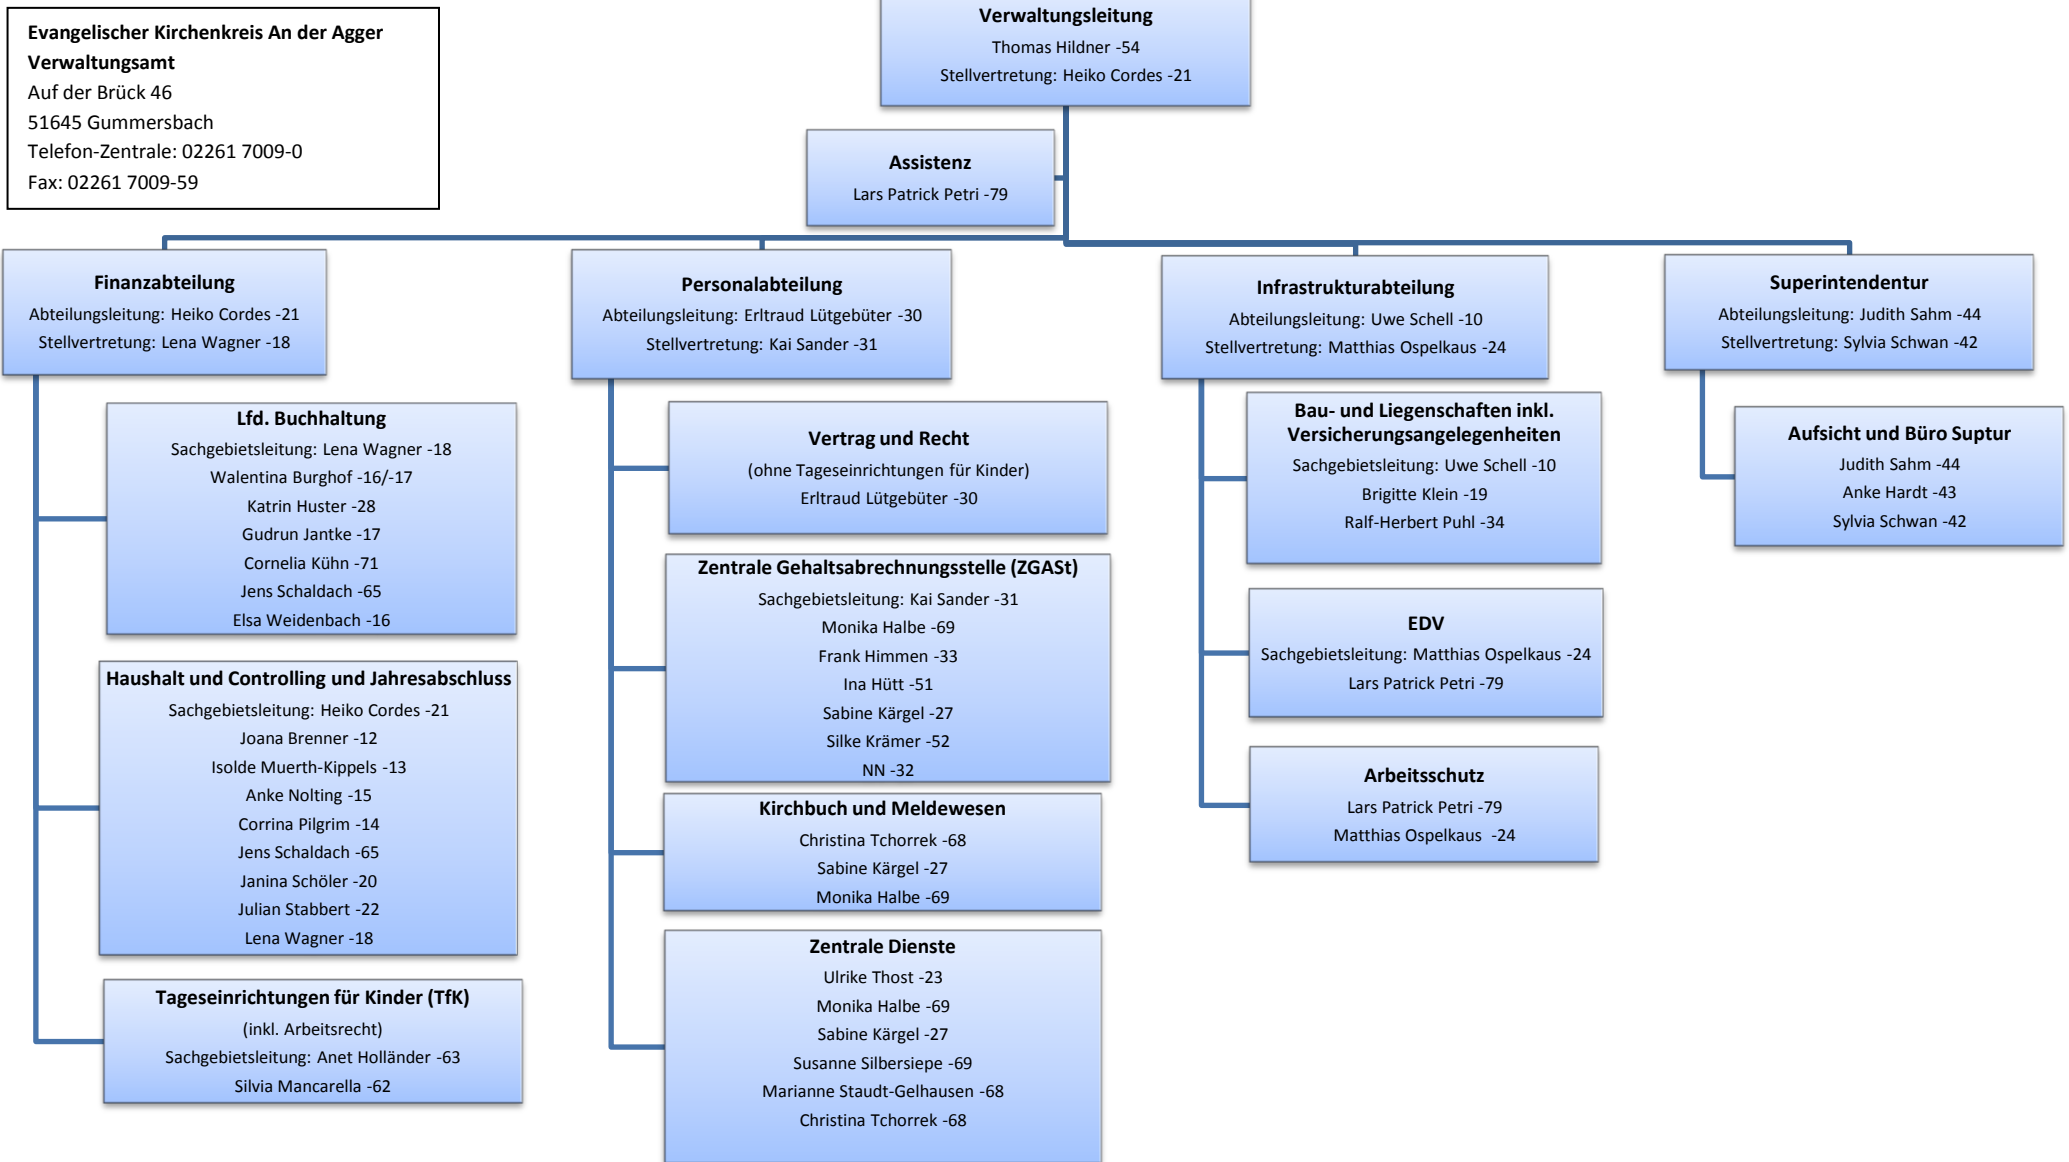 Evangelischer Kirchenkreis An der Agger
Verwaltungsamt
Auf der Brück 46
51645 Gummersbach
Telefon-Zentrale: 02261 7009-0
Fax: 02261 7009-59
Verwaltungsleitung
Thomas Hildner -54
Stellvertretung: Heiko Cordes -21
Assistenz
Lars Patrick Petri -79
Finanzabteilung
Abteilungsleitung: Heiko Cordes -21
Stellvertretung: Lena Wagner -18
Lfd. Buchhaltung
Sachgebietsleitung: Lena Wagner -18
Walentina Burghof -16/-17
Katrin Huster -28
Gudrun Jantke -17
Cornelia Kühn -71
Jens Schaldach -65
Elsa Weidenbach -16
Haushalt und Controlling und Jahresabschluss
Sachgebietsleitung: Heiko Cordes -21
Joana Brenner -12
Isolde Muerth-Kippels -13
Anke Nolting -15
Corrina Pilgrim -14
Jens Schaldach -65
Janina Schöler -20
Julian Stabbert -22
Lena Wagner -18
Tageseinrichtungen für Kinder (TfK)
(inkl. Arbeitsrecht)
Sachgebietsleitung: Anet Holländer -63
Silvia Mancarella -62
Personalabteilung
Abteilungsleitung: Erltraud Lütgebüter -30
Stellvertretung: Kai Sander -31
Vertrag und Recht
(ohne Tageseinrichtungen für Kinder)
Erltraud Lütgebüter -30
Zentrale Gehaltsabrechnungsstelle (ZGASt)
Sachgebietsleitung: Kai Sander -31
Monika Halbe -69
Frank Himmen -33
Ina Hütt -51
Sabine Kärgel -27
Silke Krämer -52
NN -32
Kirchbuch und Meldewesen
Christina Tchorrek -68
Sabine Kärgel -27
Monika Halbe -69
Zentrale Dienste
Ulrike Thost -23
Monika Halbe -69
Sabine Kärgel -27
Susanne Silbersiepe -69
Marianne Staudt-Gelhausen -68
Christina Tchorrek -68
Infrastrukturabteilung
Abteilungsleitung: Uwe Schell -10
Stellvertretung: Matthias Ospelkaus -24
Bau- und Liegenschaften inkl.
Versicherungsangelegenheiten
Sachgebietsleitung: Uwe Schell -10
Brigitte Klein -19
Ralf-Herbert Puhl -34
EDV
Sachgebietsleitung: Matthias Ospelkaus -24
Lars Patrick Petri -79
Arbeitsschutz
Lars Patrick Petri -79
Matthias Ospelkaus -24
Superintendentur
Abteilungsleitung: Judith Sahm -44
Stellvertretung: Sylvia Schwan -42
Aufsicht und Büro Suptur
Judith Sahm -44
Anke Hardt -43
Sylvia Schwan -42